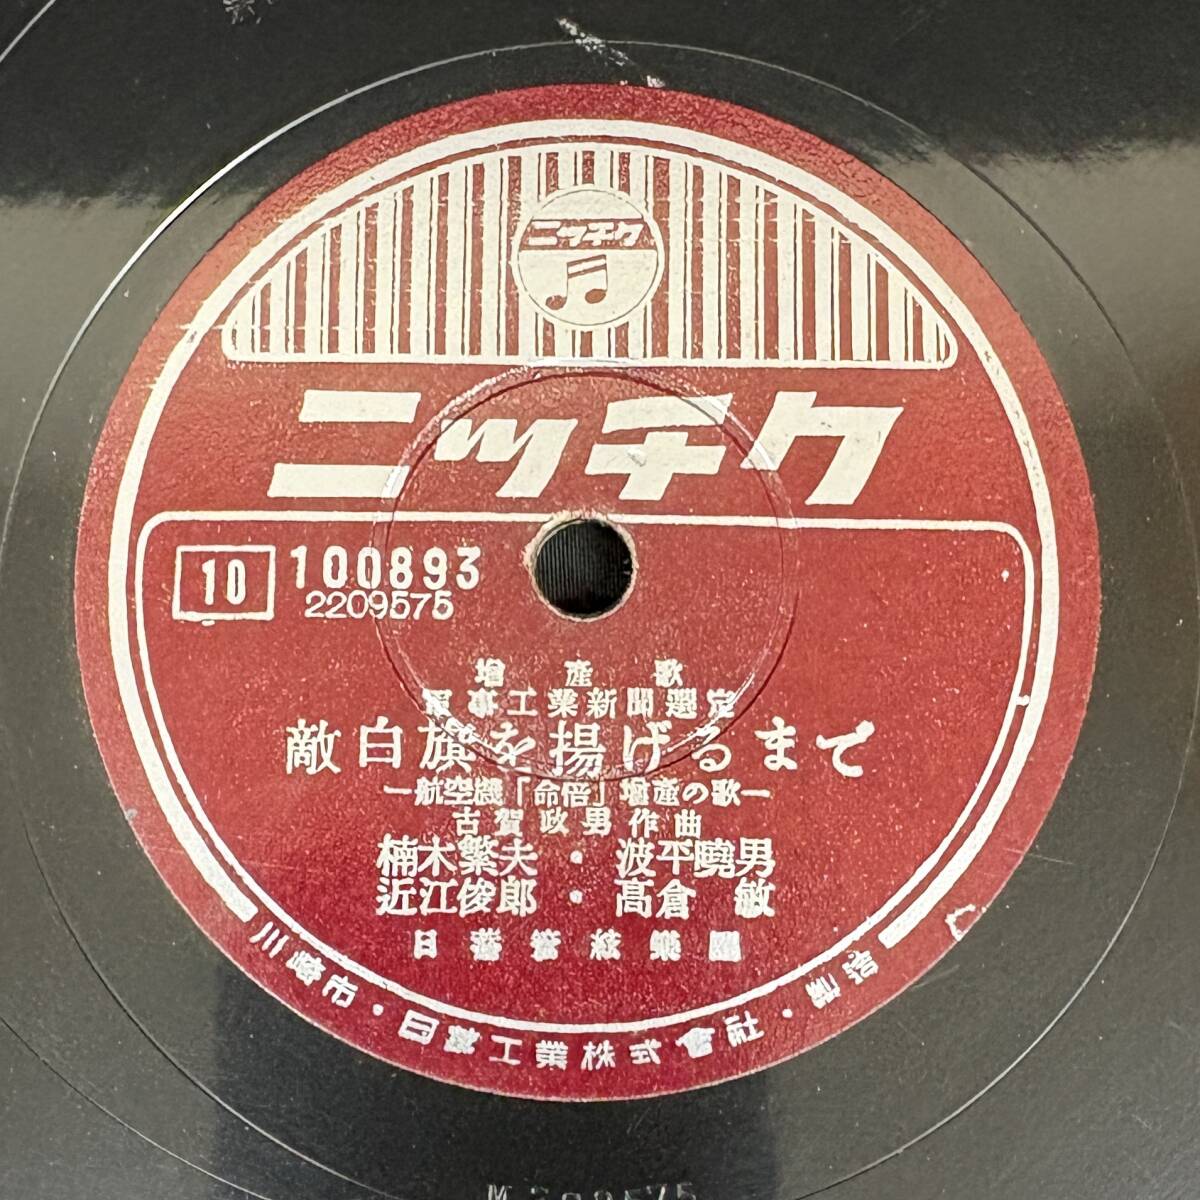 ニッチク
ニッチク
10
100893
2209575
増産歌
軍事工業新聞選定
敵白旗を揚げるまで
—航空機「命倍」増産の歌—
古賀政男作曲
楠木繁夫・波平暁男
近江俊郎・高倉敏
日蓄管絃楽團
川崎市・日蓄工業株式會社・製造